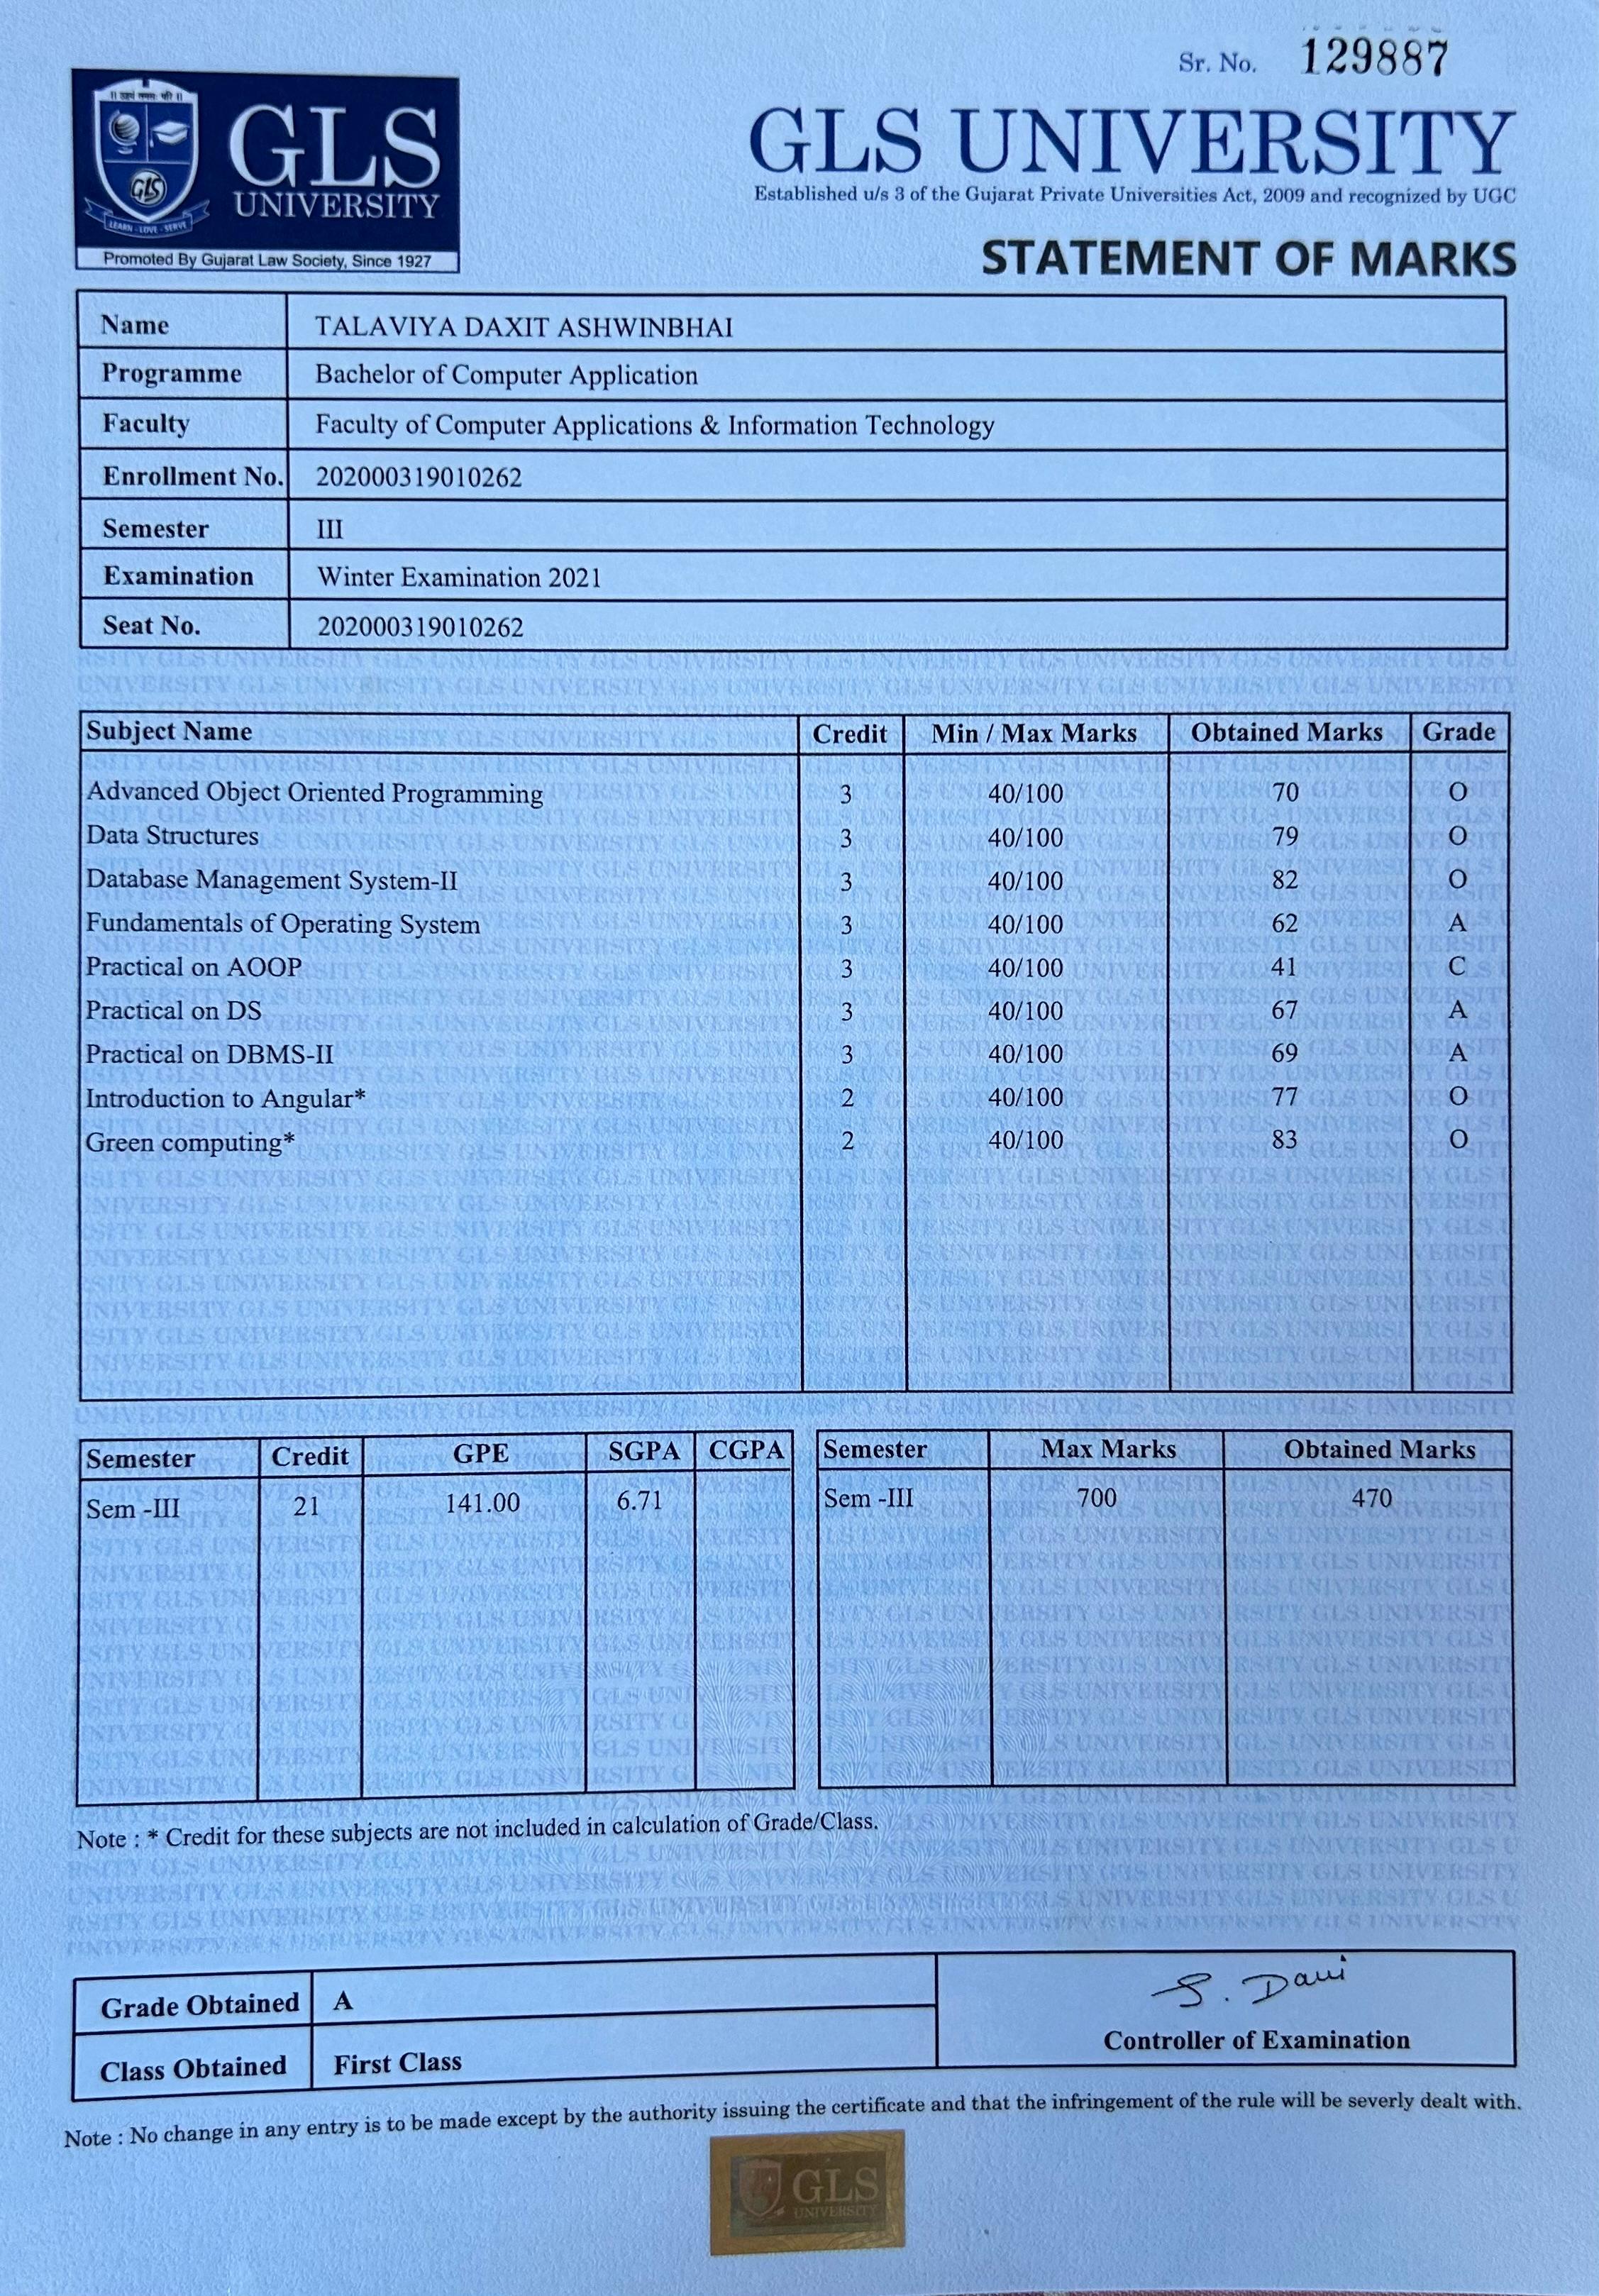 Sr. No. 129887
GLS
UNIVERSITY
LEARN - LOVE - SERVE
Promoted By Gujarat Law Society, Since 1927
GLS UNIVERSITY
Established u/s 3 of the Gujarat Private Universities Act, 2009 and recognized by UGC
STATEMENT OF MARKS
Name TALAVIYA DAXIT ASHWINBHAI
Programme Bachelor of Computer Application
Faculty Faculty of Computer Applications & Information Technology
Enrollment No. 202000319010262
Semester III
Examination Winter Examination 2021
Seat No. 202000319010262
Subject Name Credit Min / Max Marks Obtained Marks Grade
Advanced Object Oriented Programming 3 40/100 70 O
Data Structures 3 40/100 79 O
Database Management System-II 3 40/100 82 O
Fundamentals of Operating System 3 40/100 62 A
Practical on AOOP 3 40/100 41 C
Practical on DS 3 40/100 67 A
Practical on DBMS-II 3 40/100 69 A
Introduction to Angular* 2 40/100 77 O
Green computing* 2 40/100 83 O
Semester Credit GPE SGPA CGPA
Sem -III 21 141.00 6.71
Semester Max Marks Obtained Marks
Sem -III 700 470
Note : * Credit for these subjects are not included in calculation of Grade/Class.
Grade Obtained A
Class Obtained First Class
Controller of Examination
Note : No change in any entry is to be made except by the authority issuing the certificate and that the infringement of the rule will be severly dealt with.
GLS
UNIVERSITY